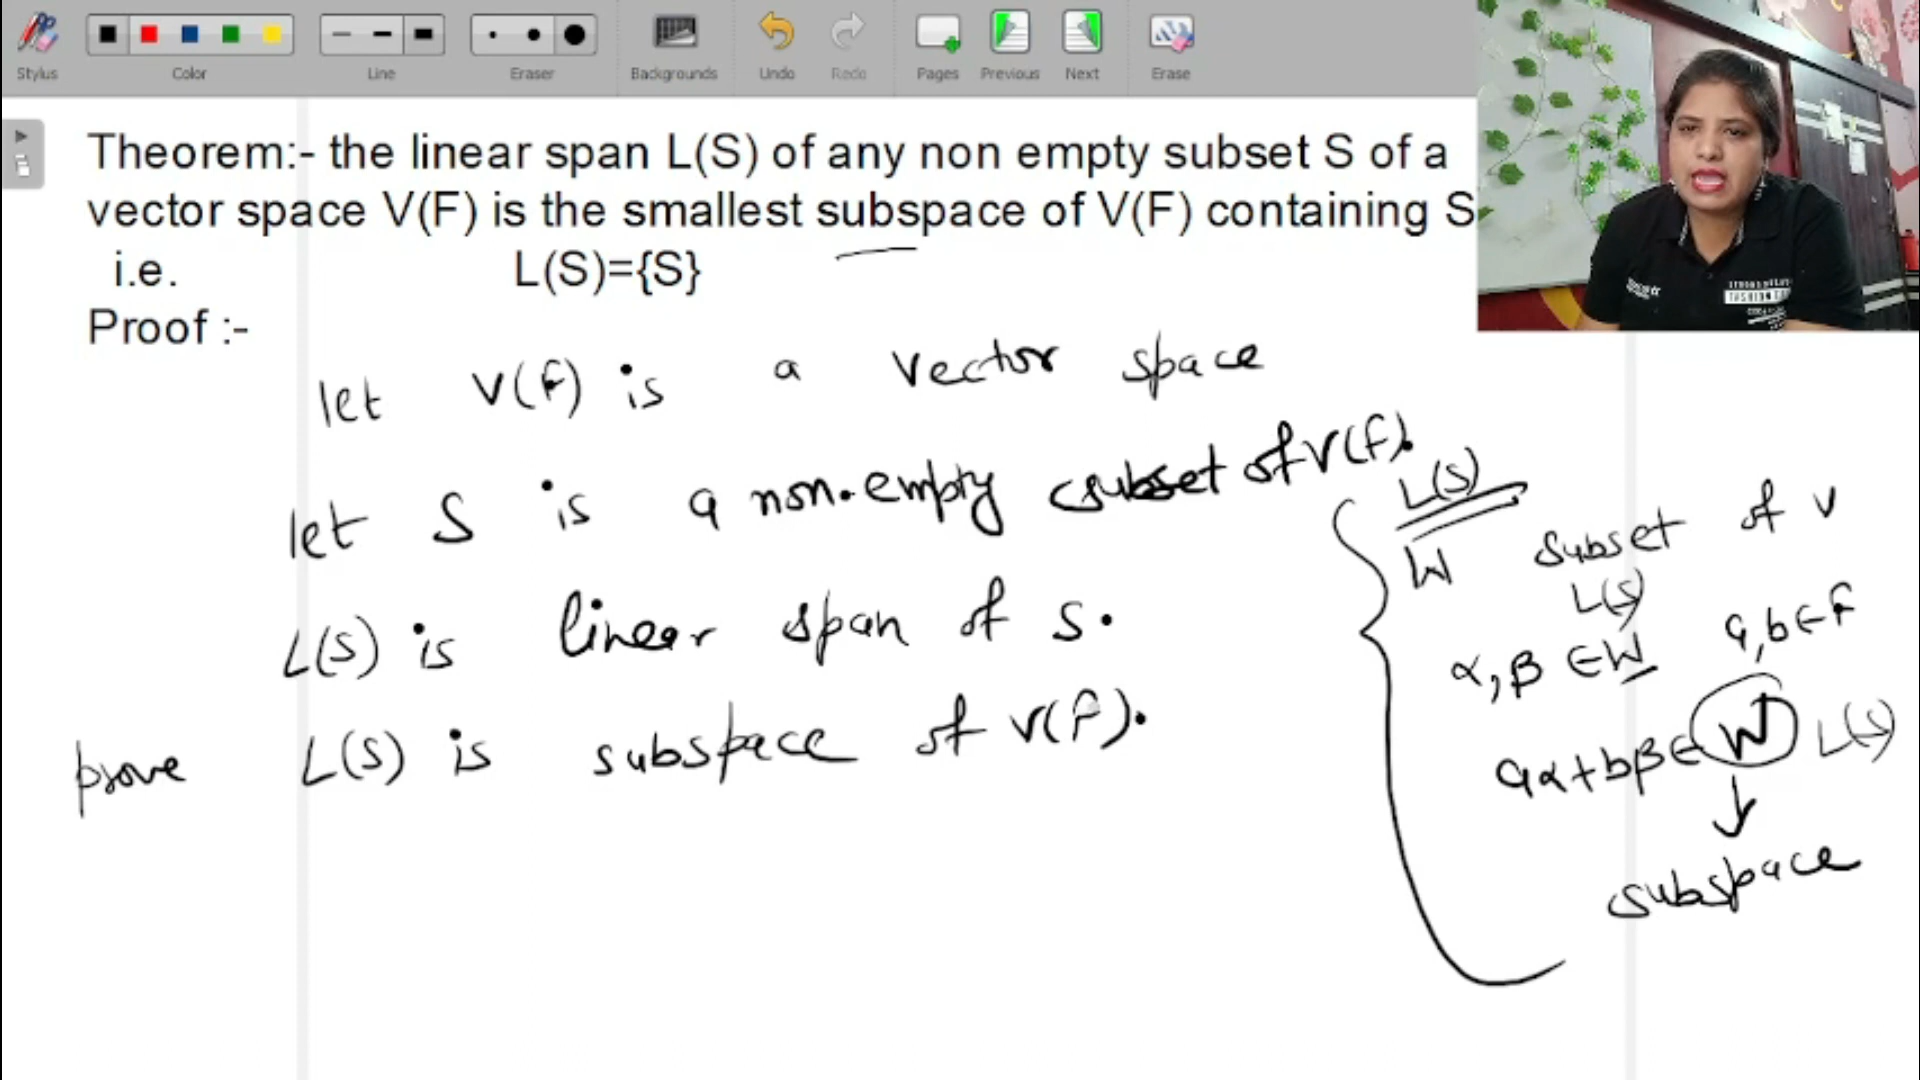 Stylus
Color
Line
Eraser
Backgrounds
Undo
Redo
Pages
Previous
Next
Erase
Theorem:- the linear span L(S) of any non empty subset S of a
vector space V(F) is the smallest subspace of V(F) containing S
i.e. L(S)={S}
Proof :-
let V(F) is a vector space
let S is a non-empty subset of V(F).
L(S) is linear span of S.
prove L(S) is subspace of V(F).
L(S)
W subset of V
L(S)
α, β ∈ W a, b ∈ F
aα+bβ ∈ W L(S)
↓
subspace